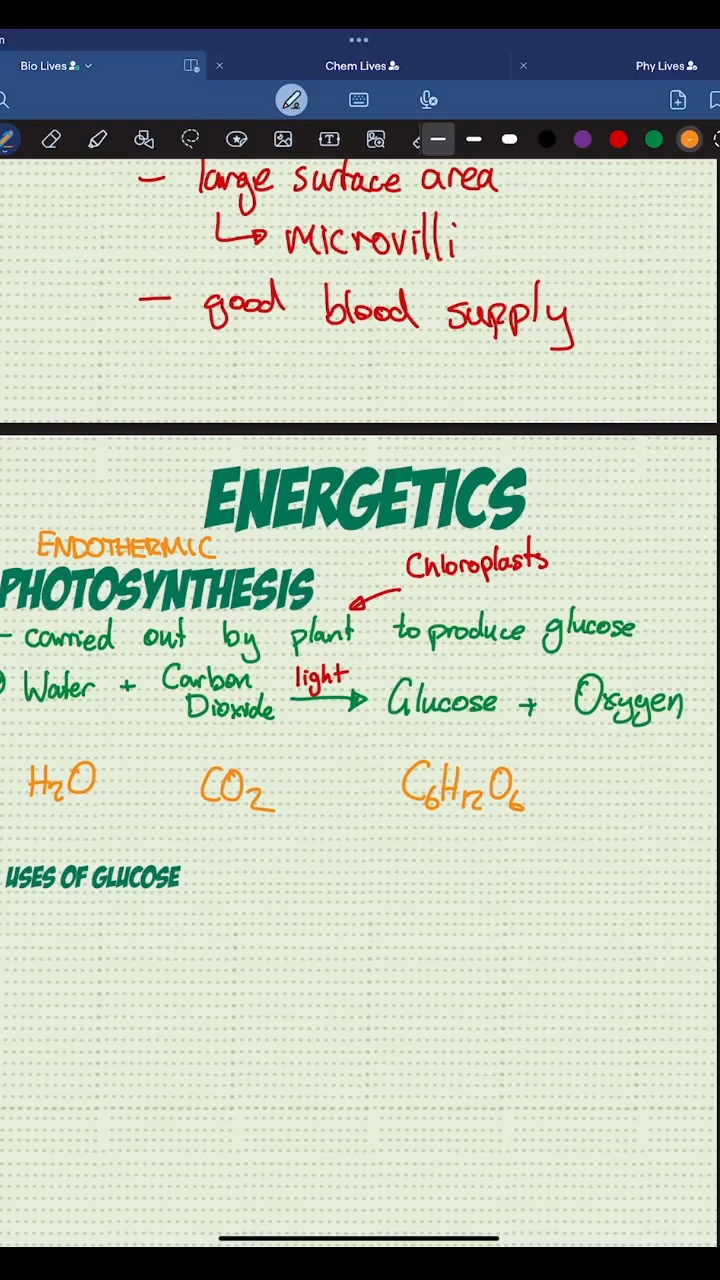 Bio Lives
Chem Lives
Phy Lives
- large surface area
↳ microvilli
- good blood supply
ENERGETICS
ENDOTHERMIC
PHOTOSYNTHESIS
Chloroplasts
- carried out by plant to produce glucose
Water + Carbon Dioxide light → Glucose + Oxygen
H₂O CO₂ C₆H₁₂O₆
USES OF GLUCOSE